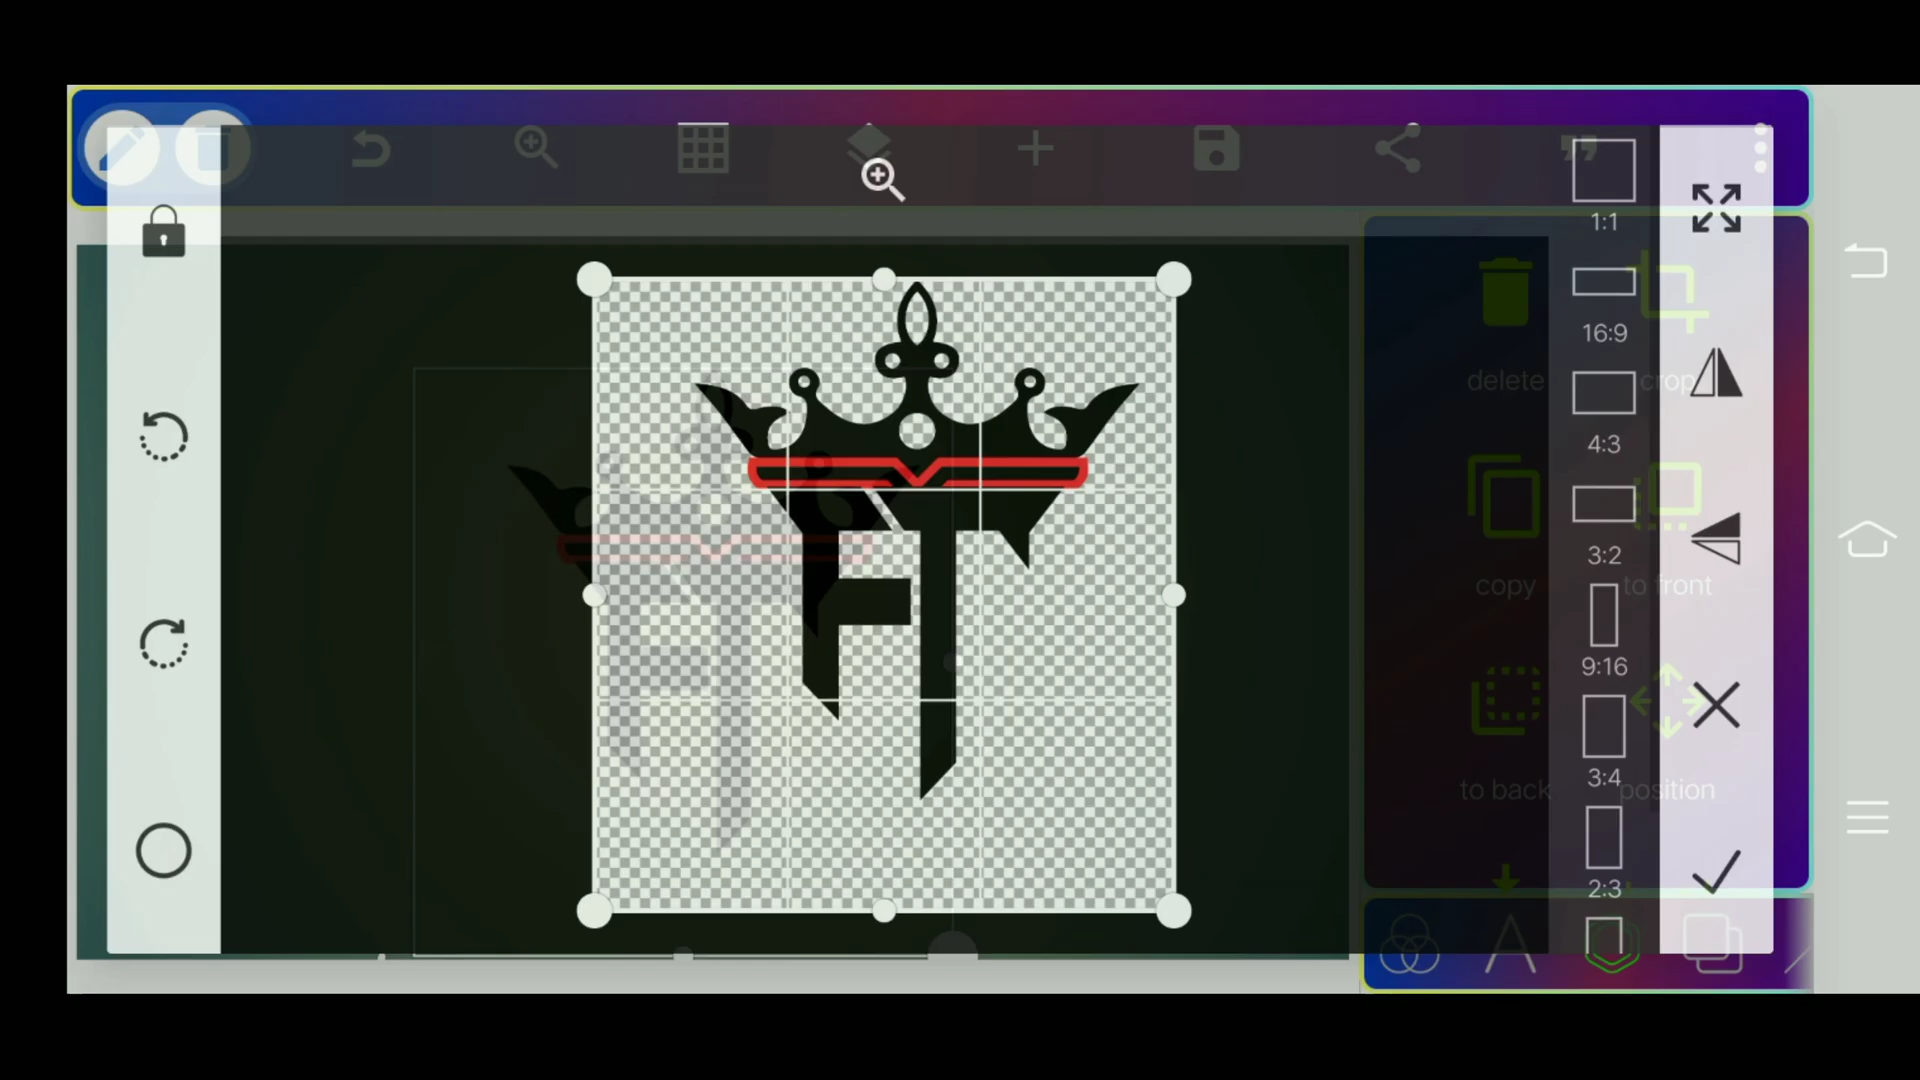 1:1
16:9
delete
crop
4:3
3:2
copy
to front
9:16
3:4
to back
position
2:3